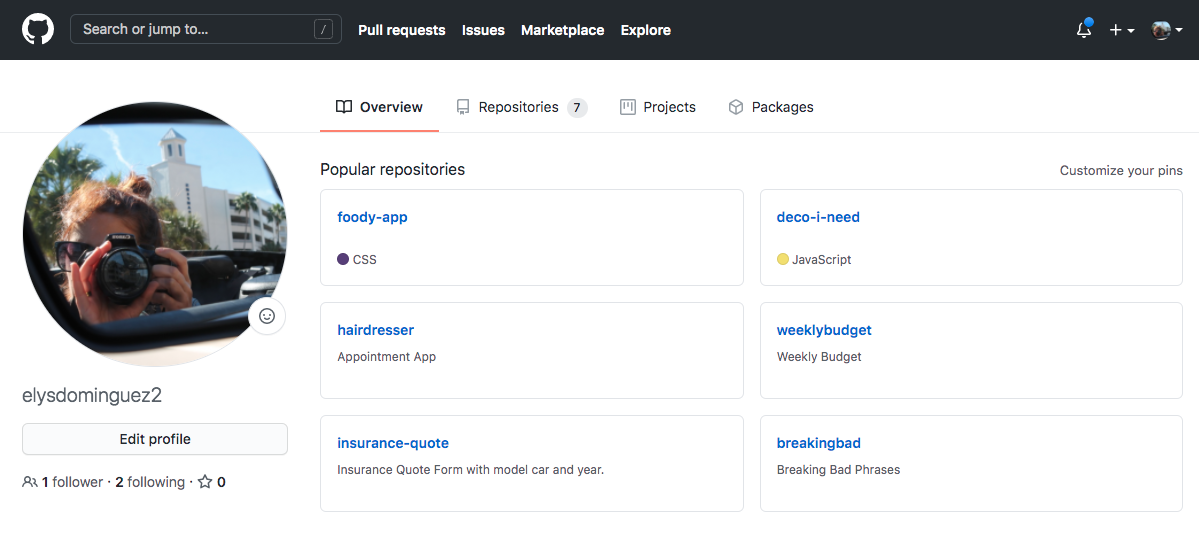 Search or jump to... /
Pull requests Issues Marketplace Explore
Overview Repositories 7 Projects Packages
Popular repositories
Customize your pins
foody-app
CSS
deco-i-need
JavaScript
hairdresser
Appointment App
weeklybudget
Weekly Budget
insurance-quote
Insurance Quote Form with model car and year.
breakingbad
Breaking Bad Phrases
elysdominguez2
Edit profile
1 follower · 2 following · 0